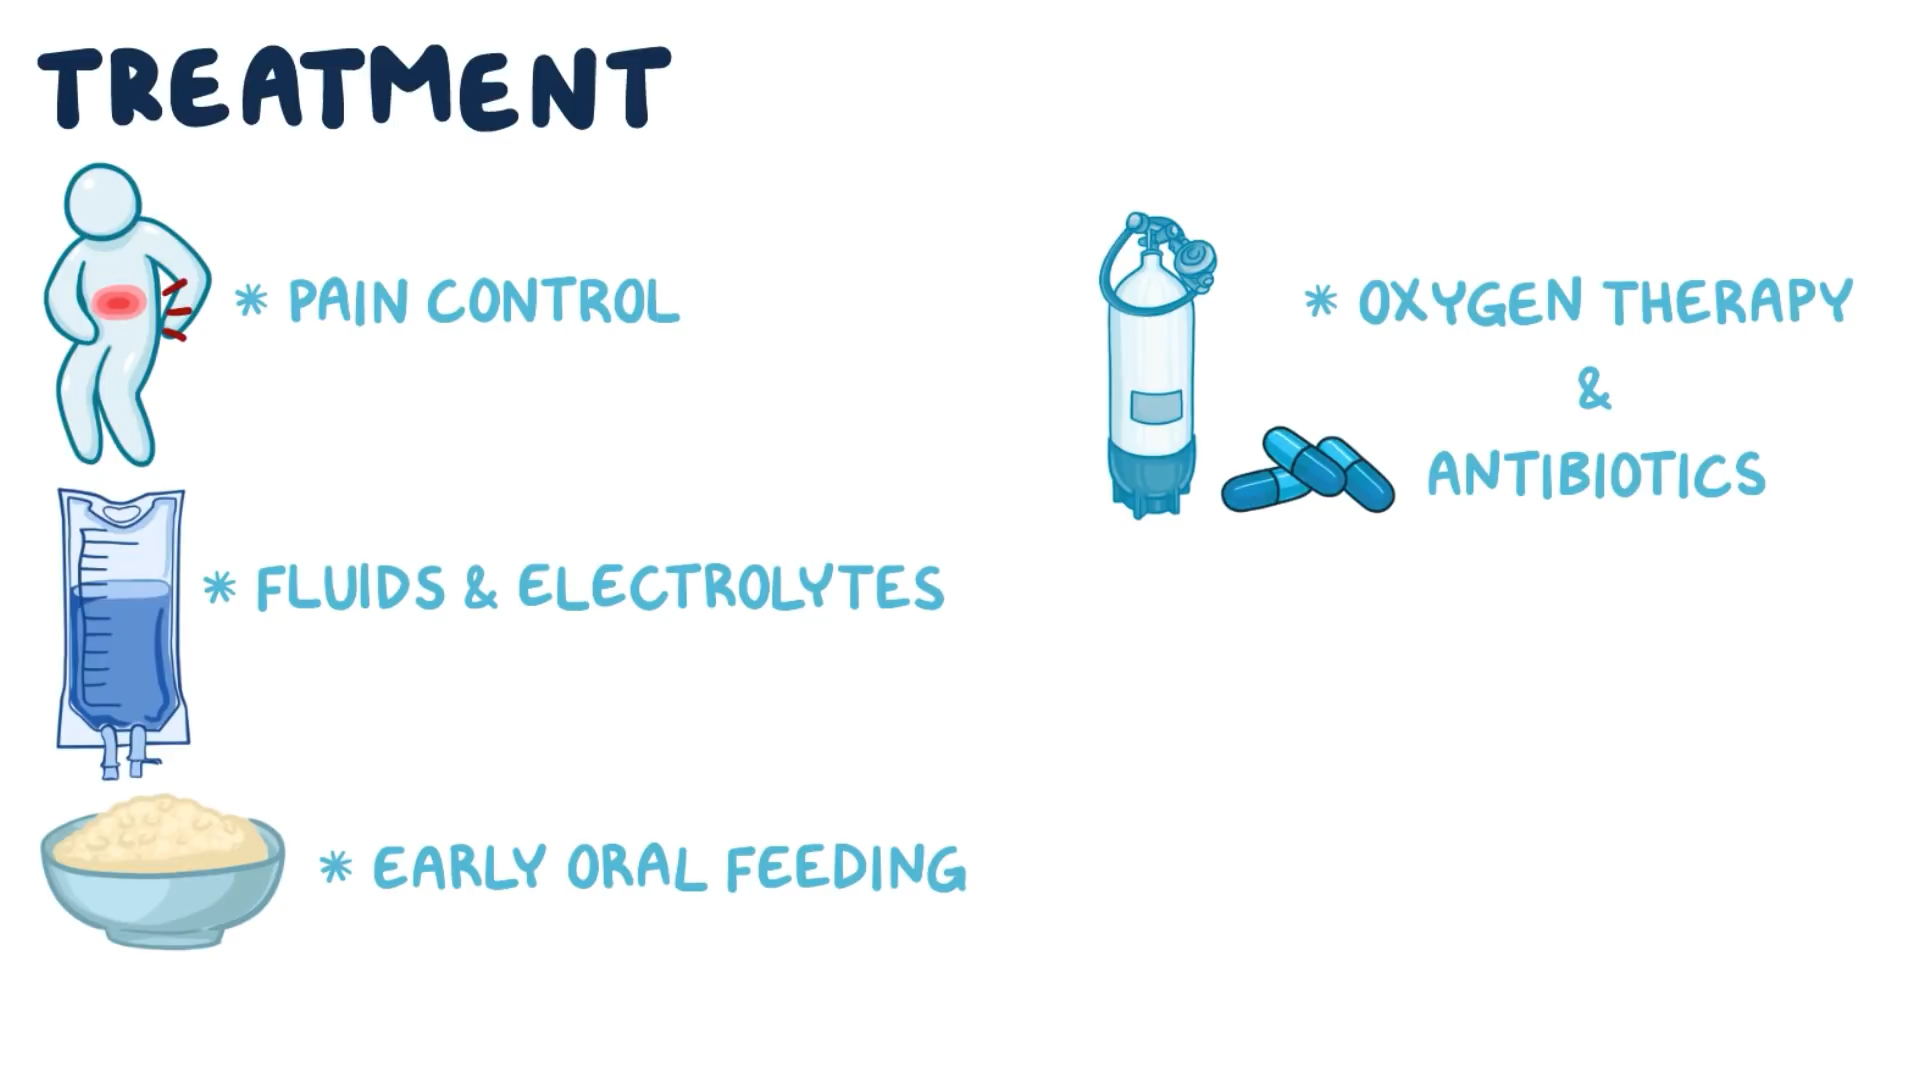 TREATMENT
* PAIN CONTROL
* FLUIDS & ELECTROLYTES
* EARLY ORAL FEEDING
* OXYGEN THERAPY
&
ANTIBIOTICS